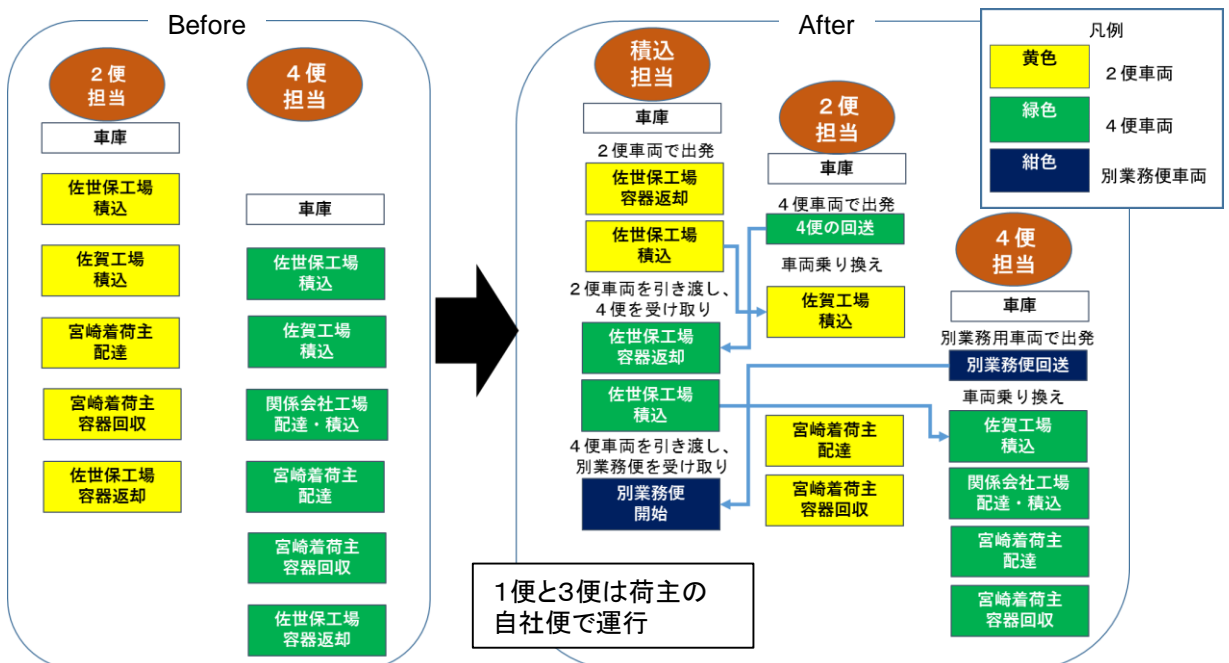 Before
2便
担当
車庫
佐世保工場
積込
佐賀工場
積込
宮崎着荷主
配達
宮崎着荷主
容器回収
佐世保工場
容器返却
4便
担当
車庫
佐世保工場
積込
佐賀工場
積込
関係会社工場
配達・積込
宮崎着荷主
配達
宮崎着荷主
容器回収
佐世保工場
容器返却
After
積込
担当
車庫
2便車両で出発
佐世保工場
容器返却
佐世保工場
積込
2便車両を引き渡し、
4便を受け取り
佐世保工場
容器返却
佐世保工場
積込
4便車両を引き渡し、
別業務便を受け取り
別業務便
開始
2便
担当
車庫
4便車両で出発
4便の回送
車両乗り換え
佐賀工場
積込
宮崎着荷主
配達
宮崎着荷主
容器回収
4便
担当
車庫
別業務用車両で出発
別業務便回送
車両乗り換え
佐賀工場
積込
関係会社工場
配達・積込
宮崎着荷主
配達
宮崎着荷主
容器回収
凡例
黄色
2便車両
緑色
4便車両
紺色
別業務便車両
1便と3便は荷主の
自社便で運行